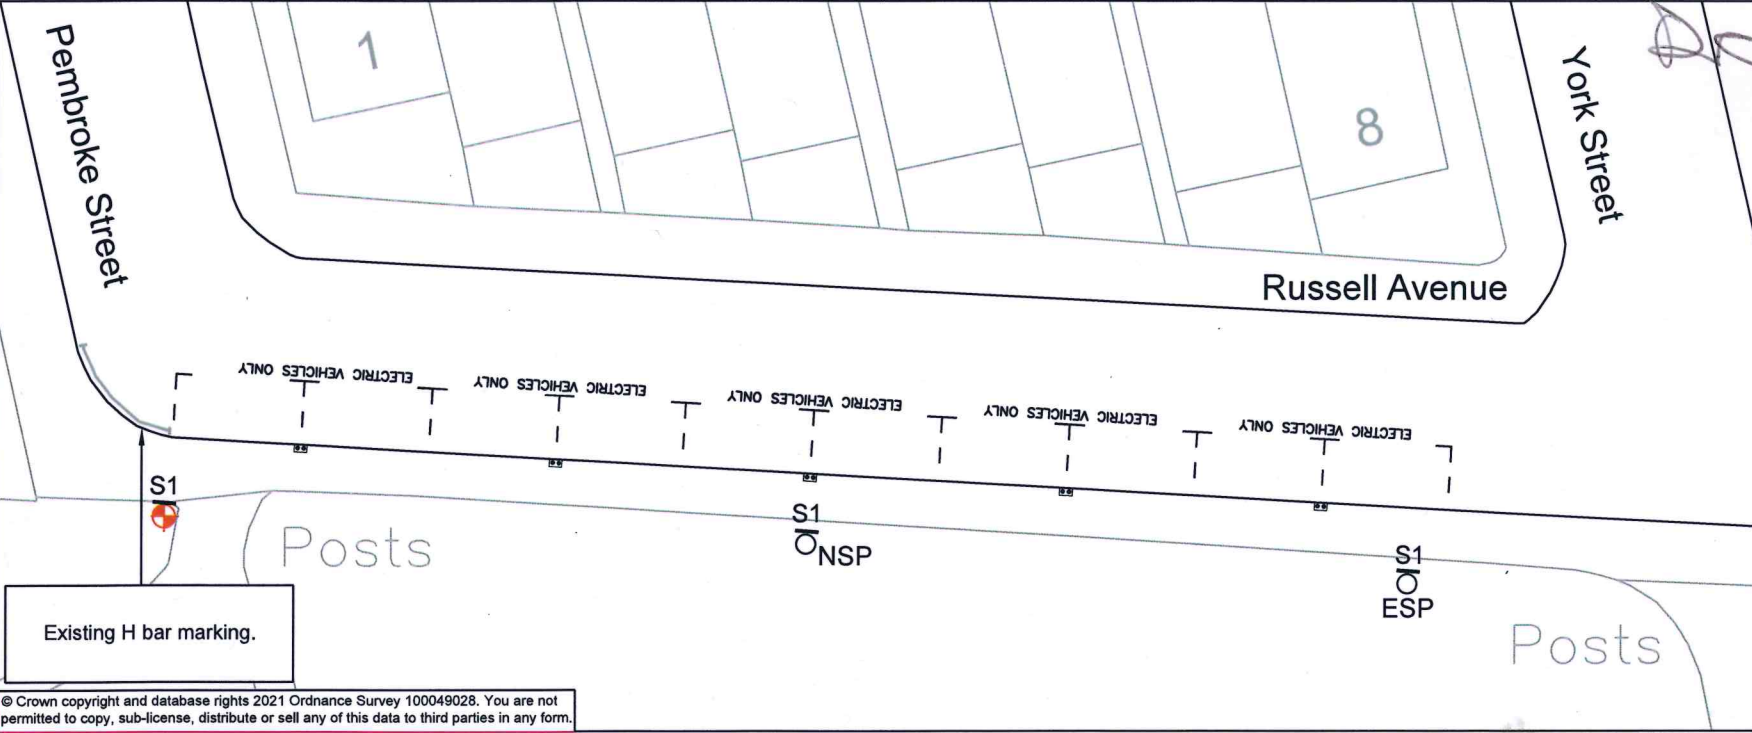 Pembroke Street
1
8
York Street
Russell Avenue
ELECTRIC VEHICLES ONLY
ELECTRIC VEHICLES ONLY
ELECTRIC VEHICLES ONLY
ELECTRIC VEHICLES ONLY
ELECTRIC VEHICLES ONLY
S1
Posts
S1
NSP
S1
ESP
Posts
Existing H bar marking.
© Crown copyright and database rights 2021 Ordnance Survey 100049028. You are not
permitted to copy, sub-license, distribute or sell any of this data to third parties in any form.